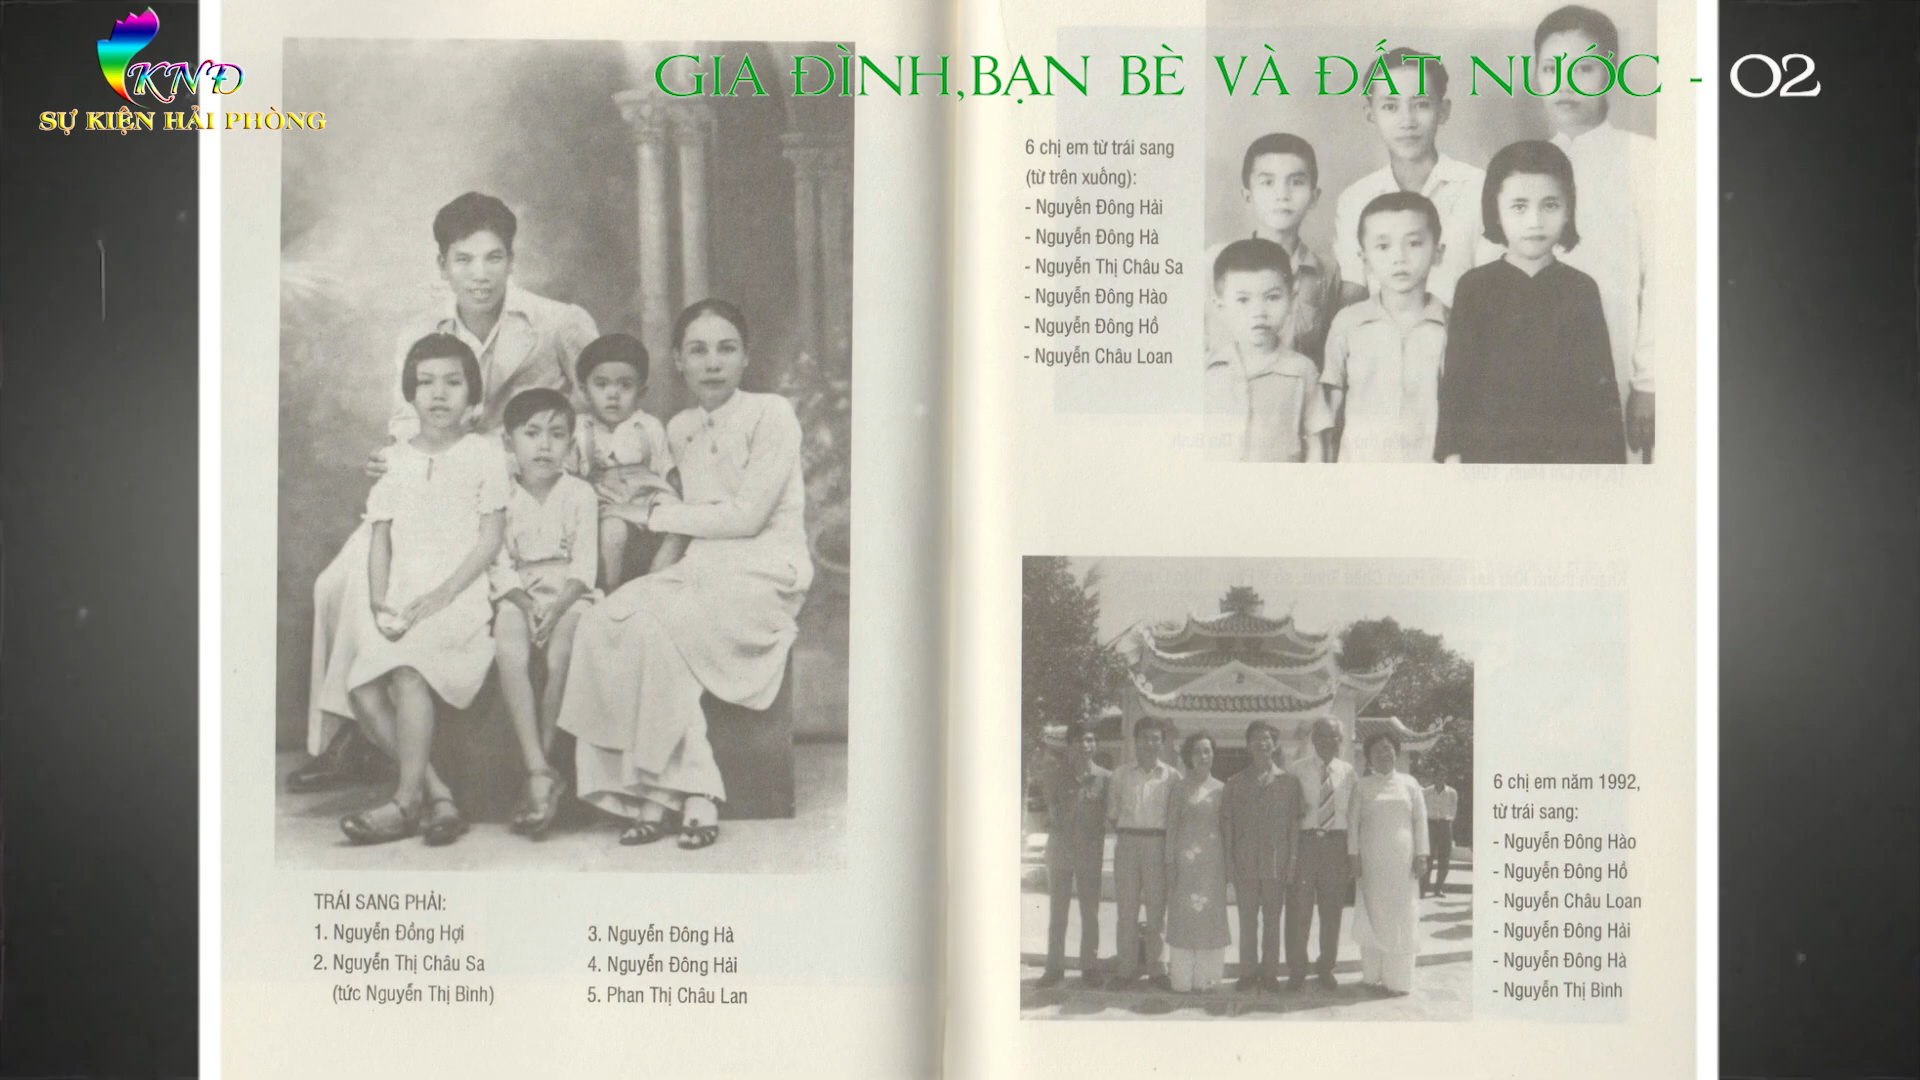 KNĐ
SỰ KIỆN HẢI PHÒNG
GIA ĐÌNH,BẠN BÈ VÀ ĐẤT NƯỚC - 02
TRÁI SANG PHẢI:
1. Nguyễn Đồng Hợi
2. Nguyễn Thị Châu Sa
(tức Nguyễn Thị Bình)
3. Nguyễn Đông Hà
4. Nguyễn Đông Hải
5. Phan Thị Châu Lan
6 chị em từ trái sang
(từ trên xuống):
- Nguyễn Đông Hải
- Nguyễn Đông Hà
- Nguyễn Thị Châu Sa
- Nguyễn Đông Hào
- Nguyễn Đông Hồ
- Nguyễn Châu Loan
6 chị em năm 1992,
từ trái sang:
- Nguyễn Đông Hào
- Nguyễn Đông Hồ
- Nguyễn Châu Loan
- Nguyễn Đông Hải
- Nguyễn Đông Hà
- Nguyễn Thị Bình